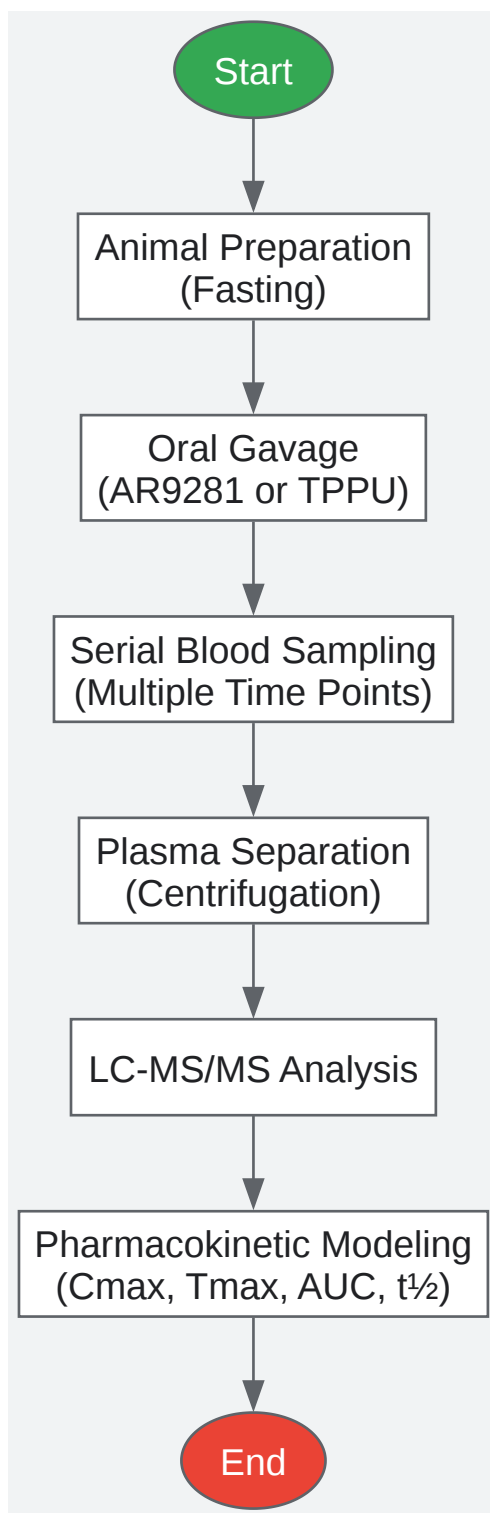 Start
Animal Preparation
(Fasting)
Oral Gavage
(AR9281 or TPPU)
Serial Blood Sampling
(Multiple Time Points)
Plasma Separation
(Centrifugation)
LC-MS/MS Analysis
Pharmacokinetic Modeling
(Cmax, Tmax, AUC, t½)
End